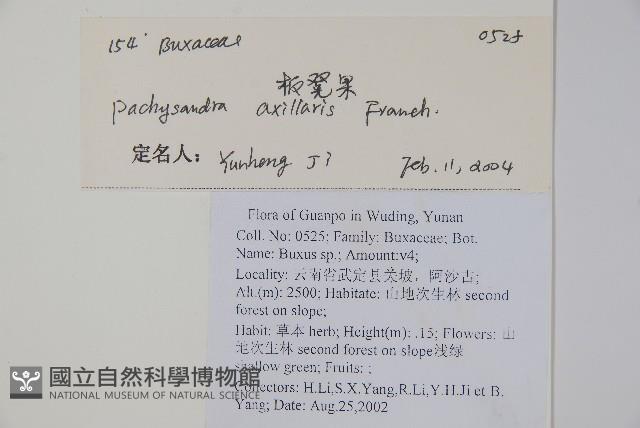 154 Buxaceae 0525
板凳果
Pachysandra axillaris Franch.
定名人: Yunheng Ji Feb. 11, 2004
Flora of Guanpo in Wuding, Yunan
Coll. No: 0525; Family: Buxaceae; Bot.
Name: Buxus sp.; Amount:v4;
Locality: 云南省武定县关坡，阿沙古;
Alt.(m): 2500; Habitate: 山地次生林 second
forest on slope;
Habit: 草本 herb; Height(m): .15; Flowers: 山
地次生林 second forest on slope浅绿
shallow green; Fruits: ;
Collectors: H.Li,S.X.Yang,R.Li,Y.H.Ji et B.
Yang; Date: Aug.25,2002
國立自然科學博物館
NATIONAL MUSEUM OF NATURAL SCIENCE